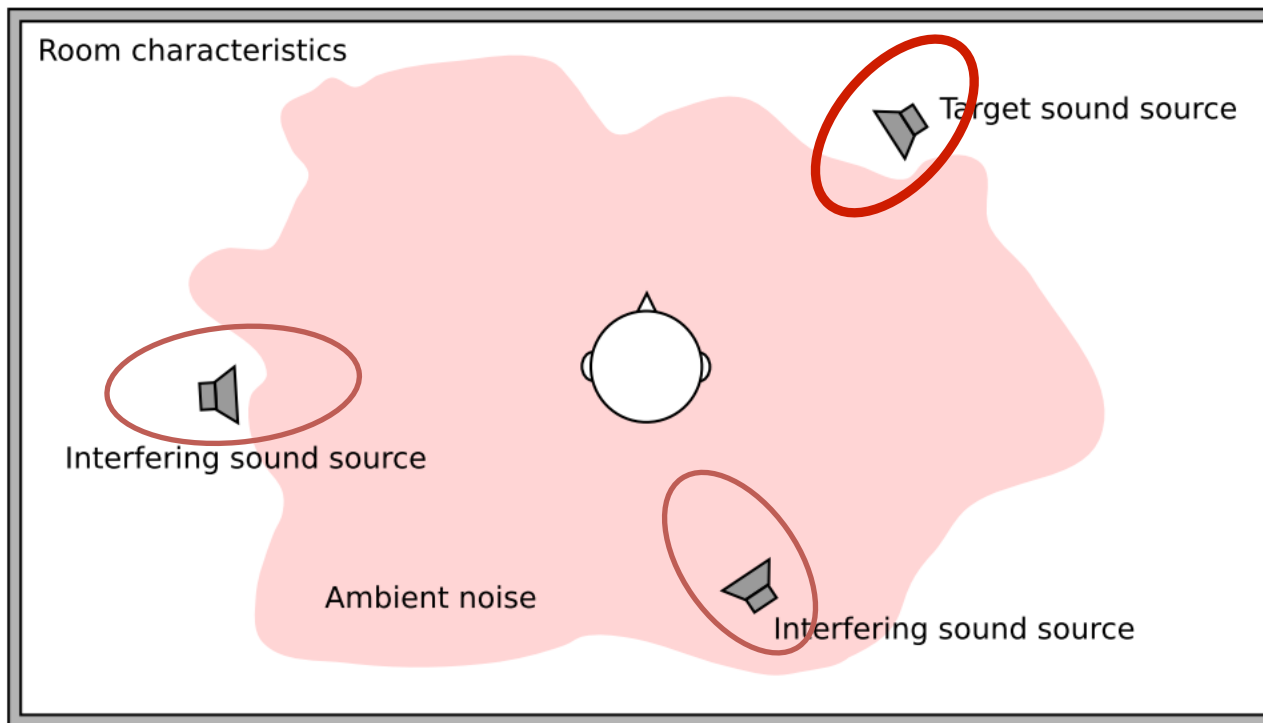 Room characteristics
Target sound source
Interfering sound source
Ambient noise
Interfering sound source